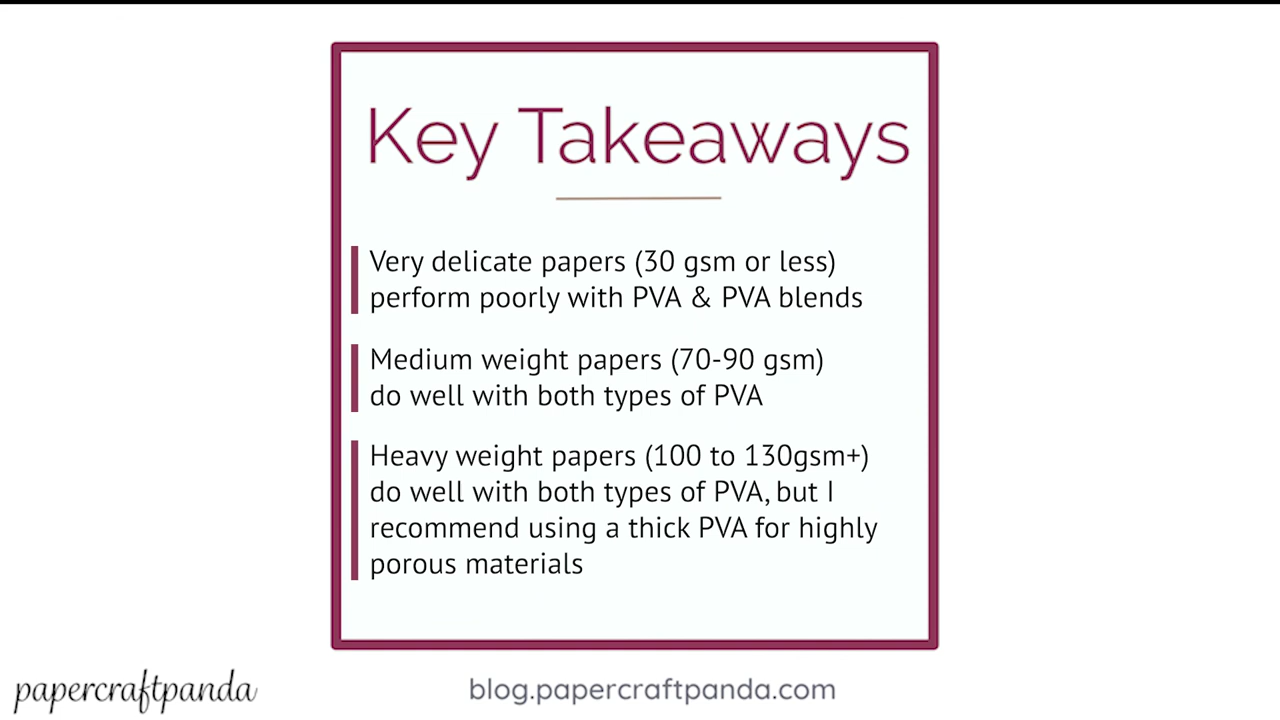 Key Takeaways
Very delicate papers (30 gsm or less)
perform poorly with PVA & PVA blends
Medium weight papers (70-90 gsm)
do well with both types of PVA
Heavy weight papers (100 to 130gsm+)
do well with both types of PVA, but I
recommend using a thick PVA for highly
porous materials
papercraftpanda
blog.papercraftpanda.com